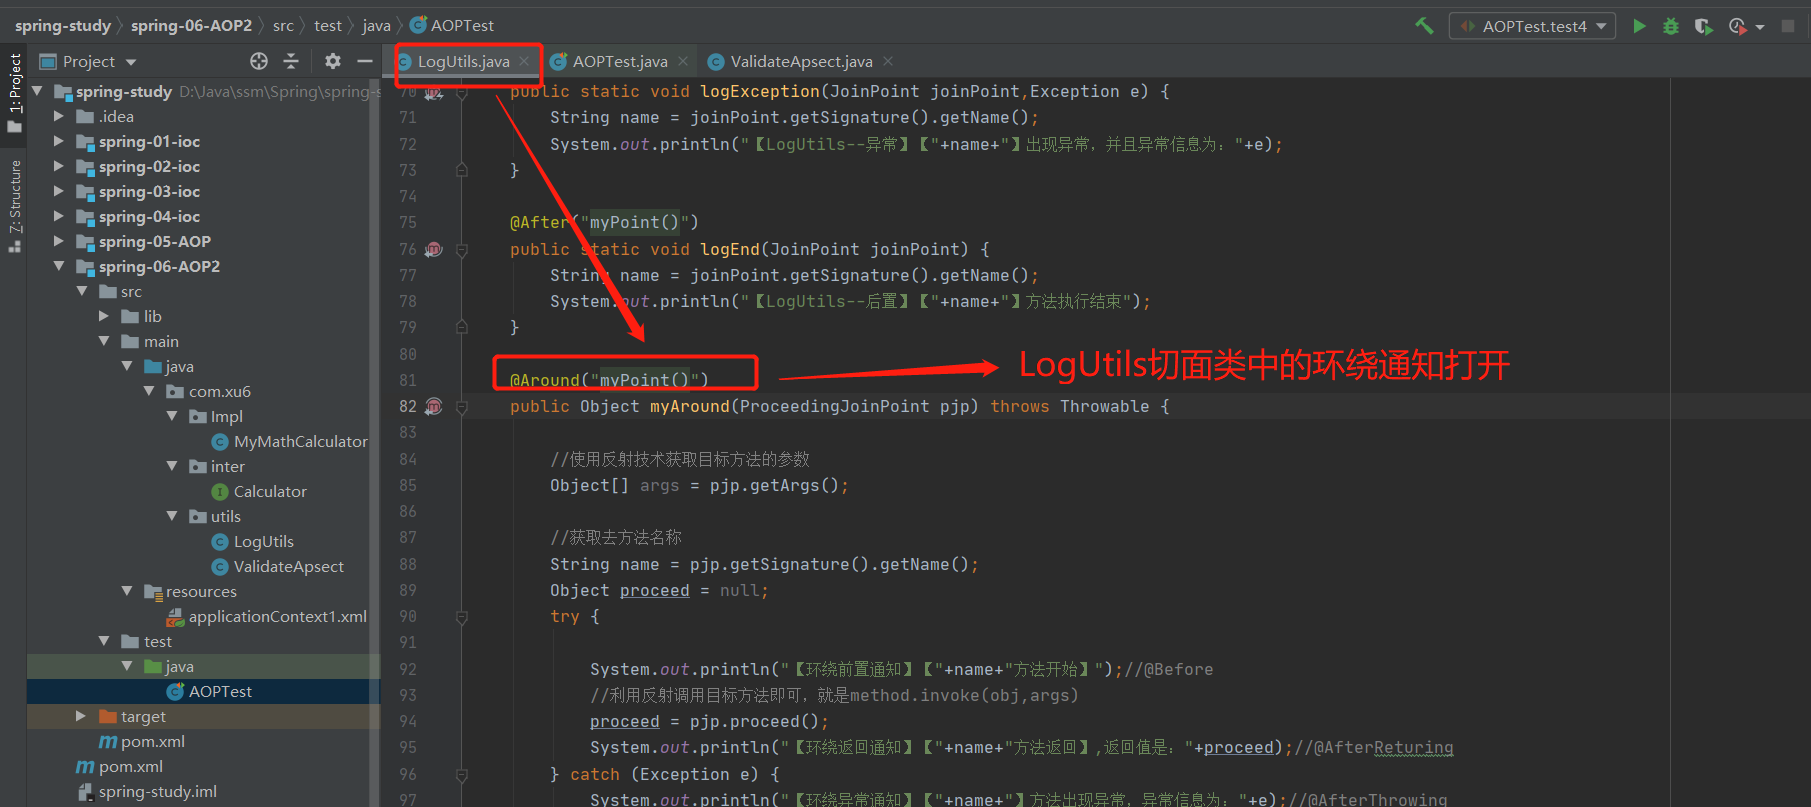 spring-study spring-06-AOP2 src test java AOPTest
AOPTest.test4
1: Project
7: Structure
Project
spring-study D:\Java\ssm\Spring\spring-s
.idea
spring-01-ioc
spring-02-ioc
spring-03-ioc
spring-04-ioc
spring-05-AOP
spring-06-AOP2
src
lib
main
java
com.xu6
Impl
MyMathCalculator
inter
Calculator
utils
LogUtils
ValidateApsect
resources
applicationContext1.xml
test
java
AOPTest
target
pom.xml
pom.xml
spring-study.iml
LogUtils.java AOPTest.java ValidateApsect.java
70 public static void logException(JoinPoint joinPoint,Exception e) {
71 String name = joinPoint.getSignature().getName();
72 System.out.println("【LogUtils--异常】【"+name+"】出现异常，并且异常信息为："+e);
73 }
74
75 @After("myPoint()")
76 public static void logEnd(JoinPoint joinPoint) {
77 String name = joinPoint.getSignature().getName();
78 System.out.println("【LogUtils--后置】【"+name+"】方法执行结束");
79 }
80
81 @Around("myPoint()")
LogUtils切面类中的环绕通知打开
82 public Object myAround(ProceedingJoinPoint pjp) throws Throwable {
83
84 //使用反射技术获取目标方法的参数
85 Object[] args = pjp.getArgs();
86
87 //获取去方法名称
88 String name = pjp.getSignature().getName();
89 Object proceed = null;
90 try {
91
92 System.out.println("【环绕前置通知】【"+name+"方法开始】");//@Before
93 //利用反射调用目标方法即可，就是method.invoke(obj,args)
94 proceed = pjp.proceed();
95 System.out.println("【环绕返回通知】【"+name+"方法返回】,返回值是："+proceed);//@AfterReturing
96 } catch (Exception e) {
97 System.out.println("【环绕异常通知】【"+name+"】方法出现异常，异常信息为："+e);//@AfterThrowing